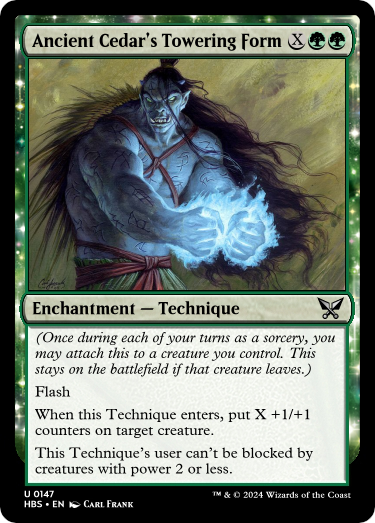 Ancient Cedar's Towering Form X
Enchantment — Technique
(Once during each of your turns as a sorcery, you
may attach this to a creature you control. This
stays on the battlefield if that creature leaves.)
Flash
When this Technique enters, put X +1/+1
counters on target creature.
This Technique's user can't be blocked by
creatures with power 2 or less.
U 0147
HBS • EN Carl Frank
™ & © 2024 Wizards of the Coast